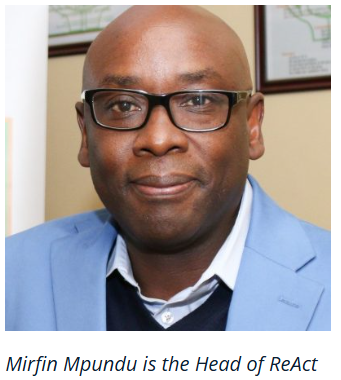 Mirfin Mpundu is the Head of ReAct